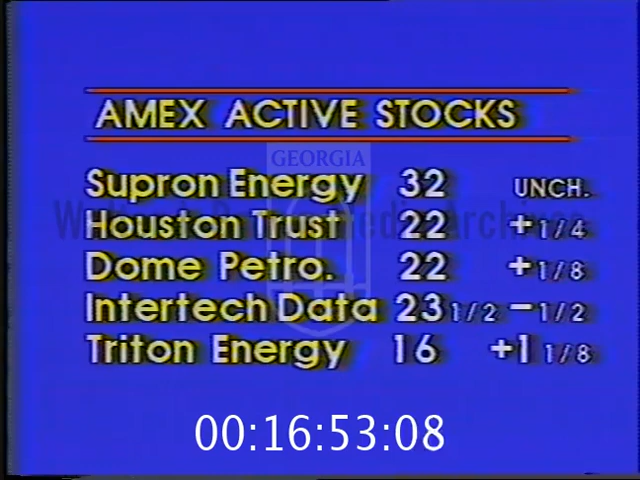 AMEX ACTIVE STOCKS
GEORGIA
Supron Energy 32 UNCH.
Houston Trust 22 +1/4
Dome Petro. 22 +1/8
Intertech Data 23 1/2 -1/2
Triton Energy 16 +1 1/8
00:16:53:08